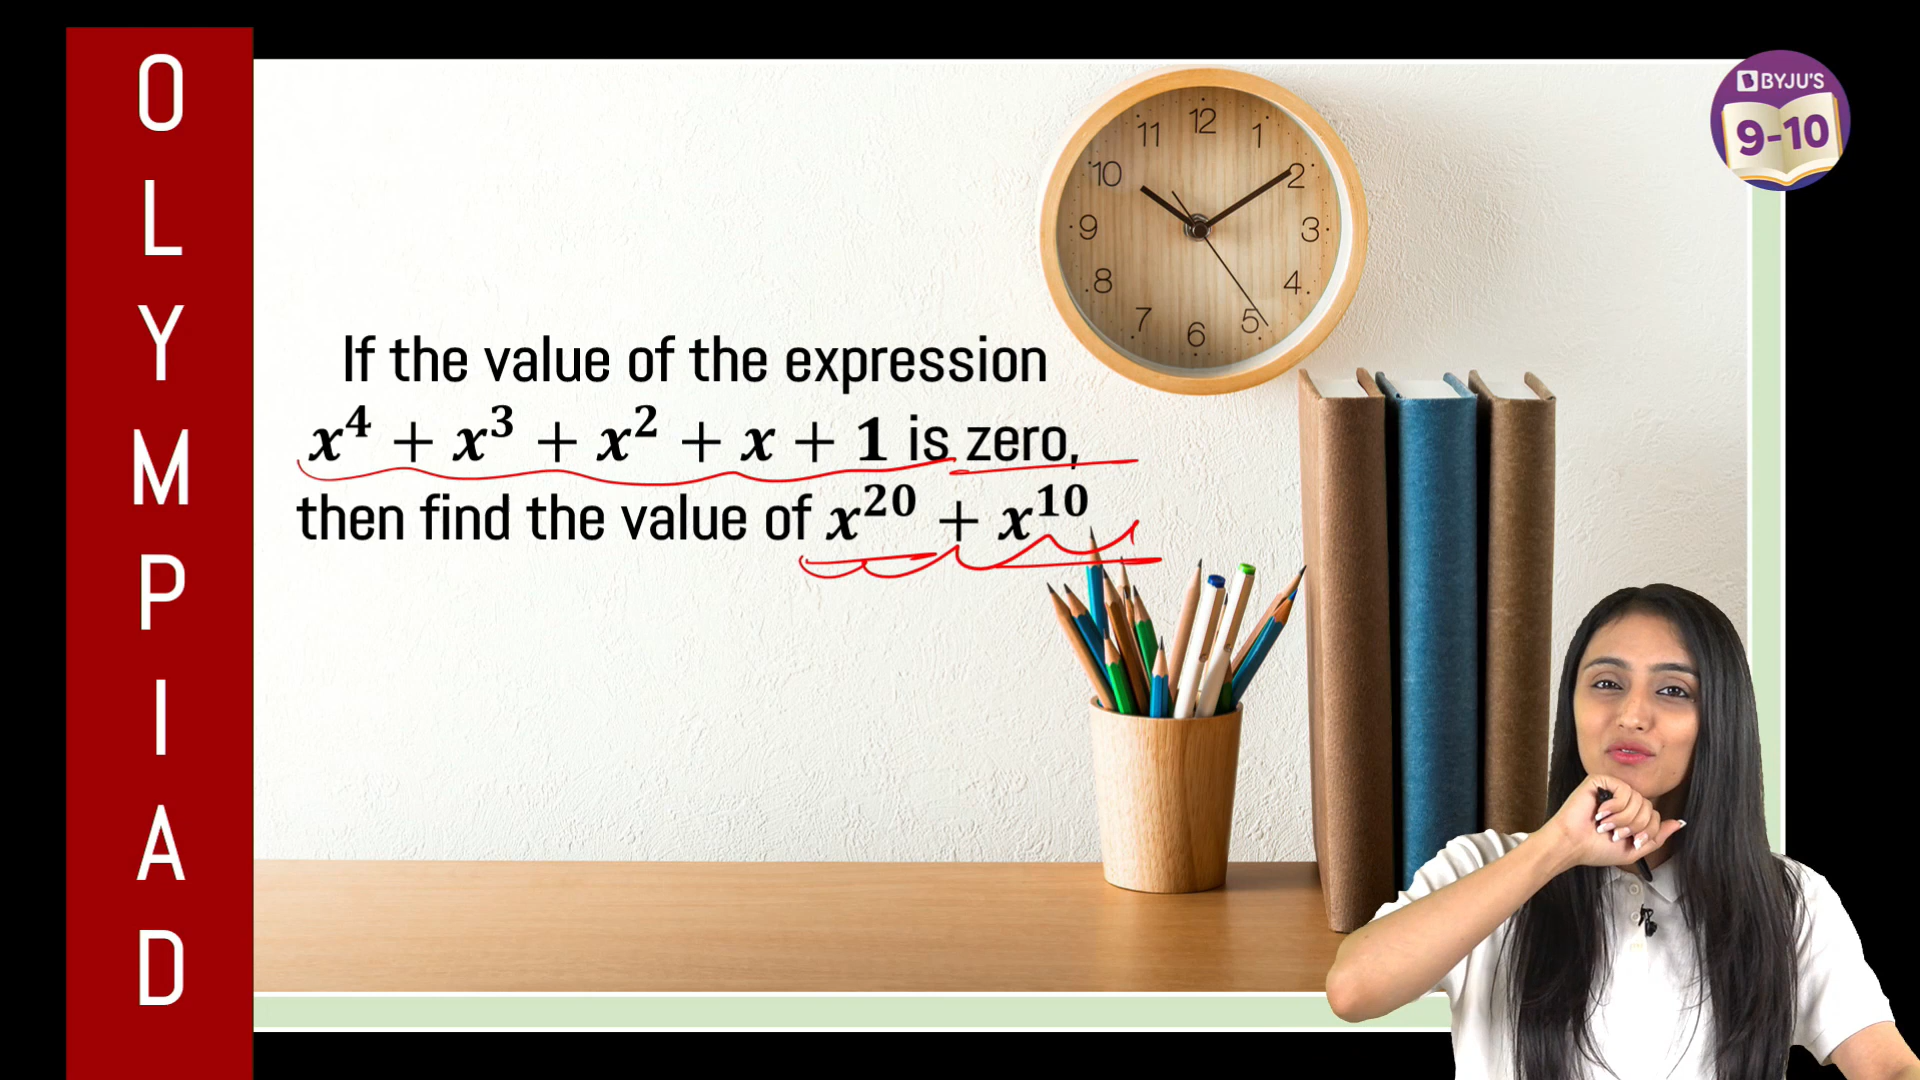 OLYMPIAD
BYJU'S
9-10
12
11
1
10
2
9
3
8
4
7
5
6
If the value of the expression
x⁴ + x³ + x² + x + 1 is zero,
then find the value of x²⁰ + x¹⁰